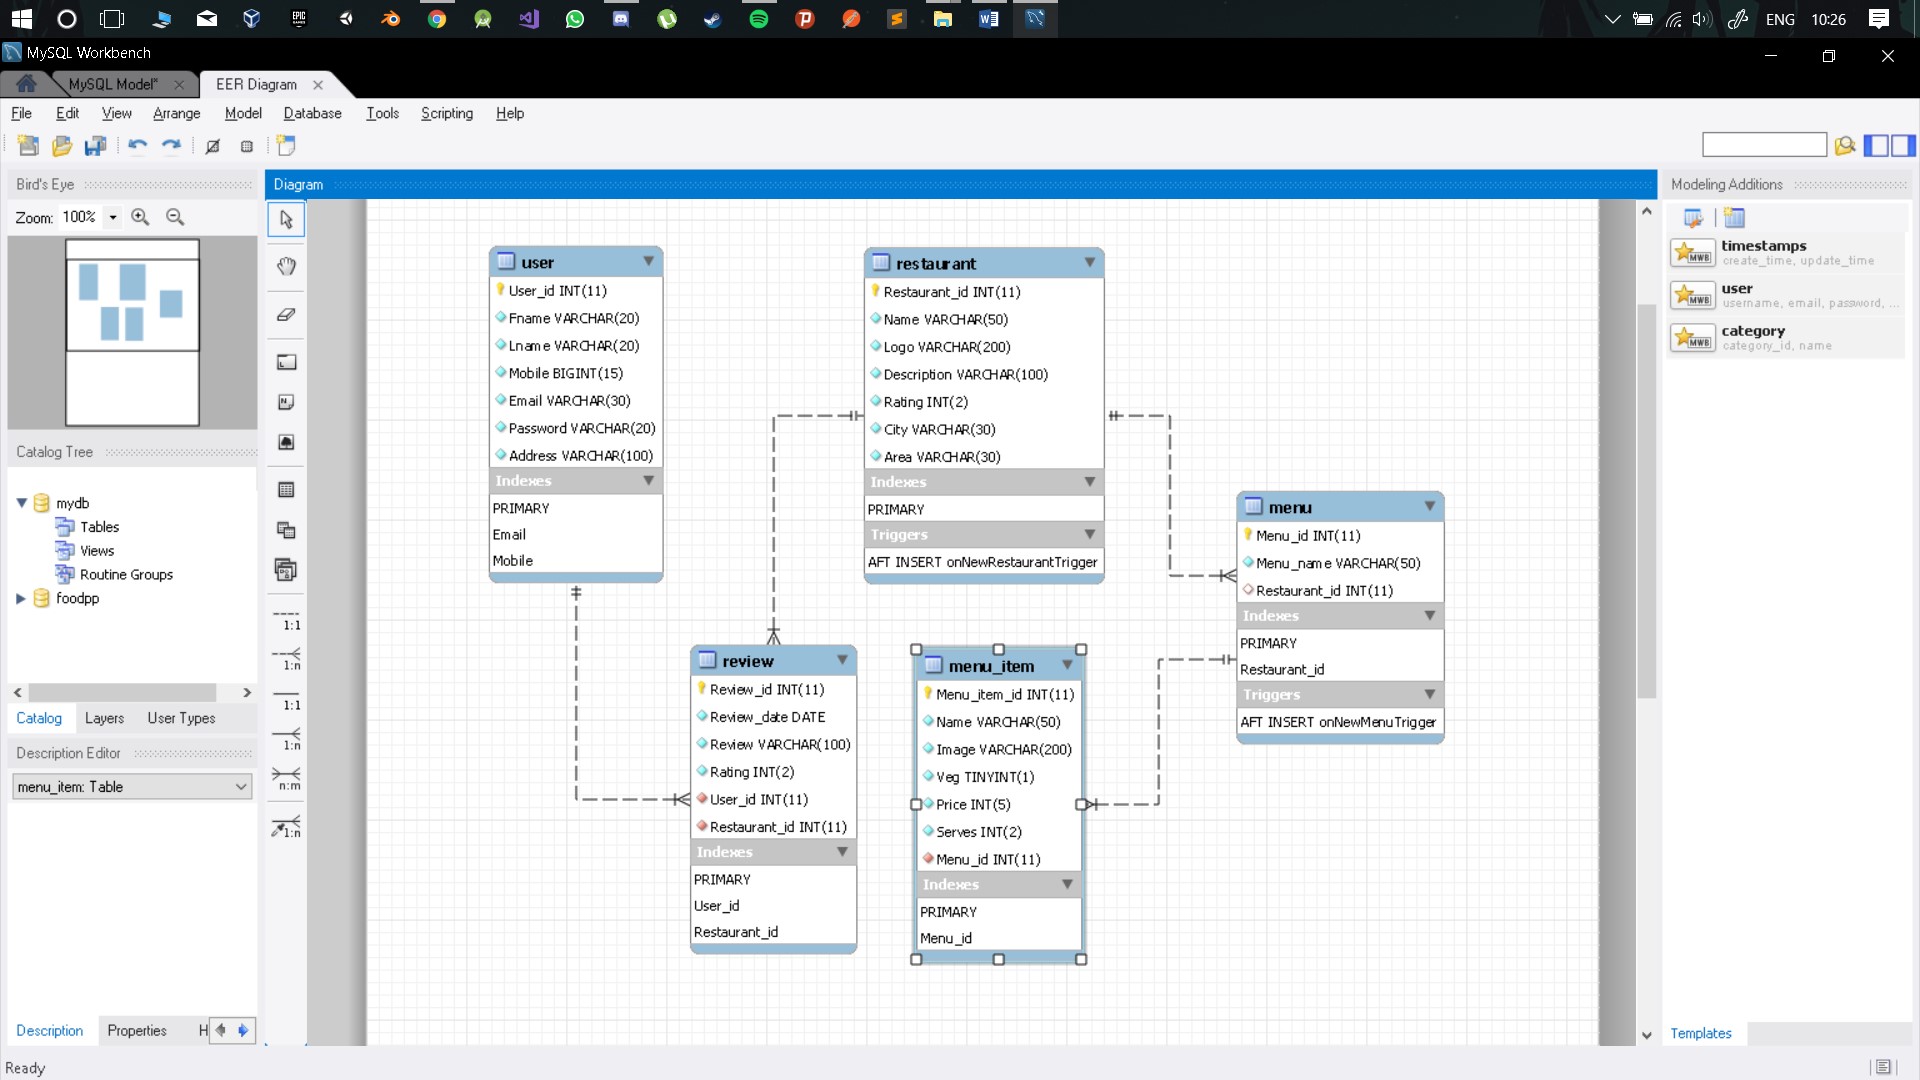 ENG 10:26
MySQL Workbench
MySQL Model* EER Diagram
File Edit View Arrange Model Database Tools Scripting Help
Bird's Eye
Zoom: 100%
Catalog Tree
mydb
Tables
Views
Routine Groups
foodpp
Catalog Layers User Types
Description Editor
menu_item: Table
Description Properties H
Ready
1:1
1:n
1:1
1:n
n:m
1:n
Diagram
user
User_id INT(11)
Fname VARCHAR(20)
Lname VARCHAR(20)
Mobile BIGINT(15)
Email VARCHAR(30)
Password VARCHAR(20)
Address VARCHAR(100)
Indexes
PRIMARY
Email
Mobile
restaurant
Restaurant_id INT(11)
Name VARCHAR(50)
Logo VARCHAR(200)
Description VARCHAR(100)
Rating INT(2)
City VARCHAR(30)
Area VARCHAR(30)
Indexes
PRIMARY
Triggers
AFT INSERT onNewRestaurantTrigger
menu
Menu_id INT(11)
Menu_name VARCHAR(50)
Restaurant_id INT(11)
Indexes
PRIMARY
Restaurant_id
Triggers
AFT INSERT onNewMenuTrigger
review
Review_id INT(11)
Review_date DATE
Review VARCHAR(100)
Rating INT(2)
User_id INT(11)
Restaurant_id INT(11)
Indexes
PRIMARY
User_id
Restaurant_id
menu_item
Menu_item_id INT(11)
Name VARCHAR(50)
Image VARCHAR(200)
Veg TINYINT(1)
Price INT(5)
Serves INT(2)
Menu_id INT(11)
Indexes
PRIMARY
Menu_id
Modeling Additions
MWB
timestamps
create_time, update_time
MWB
user
username, email, password, ...
MWB
category
category_id, name
Templates